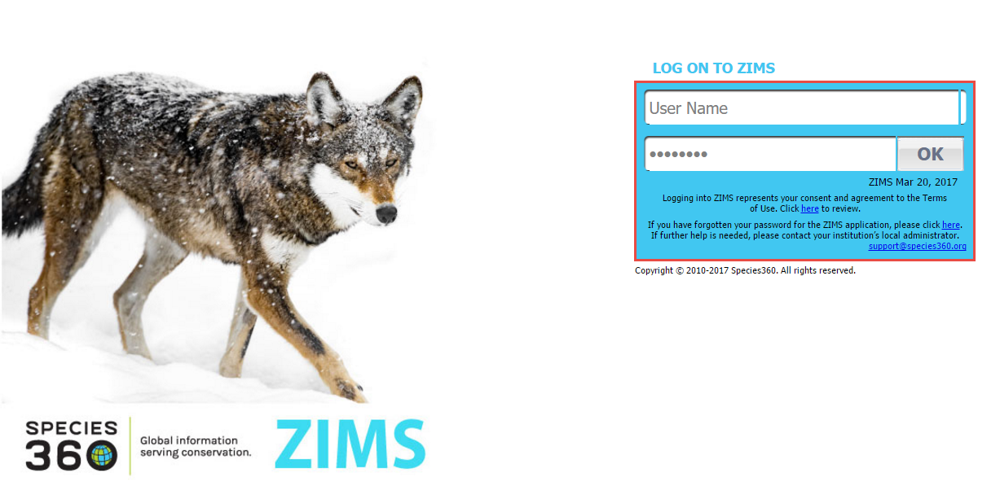 LOG ON TO ZIMS
User Name
••••••••
OK
ZIMS Mar 20, 2017
Logging into ZIMS represents your consent and agreement to the Terms
of Use. Click here to review.
If you have forgotten your password for the ZIMS application, please click here.
If further help is needed, please contact your institution's local administrator.
support@species360.org
Copyright © 2010-2017 Species360. All rights reserved.
SPECIES
360
Global information
serving conservation.
ZIMS